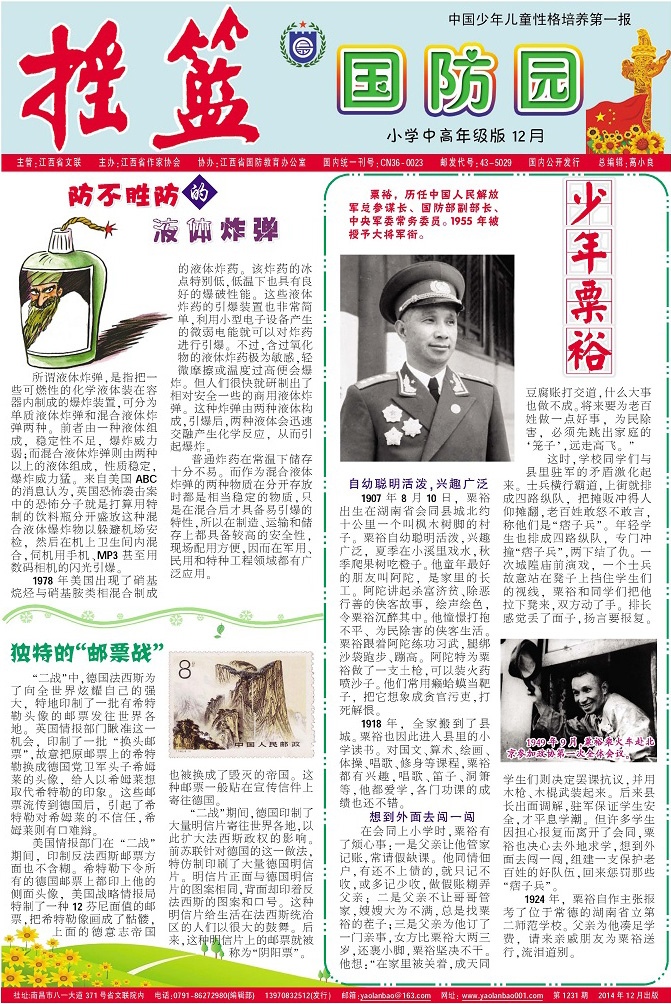 中国少年儿童性格培养第一报
摇篮
国防园
小学中高年级版 12月
主管:江西省文联 主办:江西省作家协会 协办:江西省国防教育办公室 国内统一刊号:CN36-0023 邮发代号:43-5029 国内公开发行 总编辑:高小良
防不胜防的
液体炸弹
所谓液体炸弹,是指把一
些可燃性的化学液体装在容
器内制成的爆炸装置,可分为
单质液体炸弹和混合液体炸
弹两种。前者由一种液体组
成,稳定性不足,爆炸威力
弱;而混合液体炸弹则由两种
以上的液体组成,性质稳定,
爆炸威力猛。来自美国ABC
的消息认为,英国恐怖袭击案
中的恐怖分子就是打算用特
制的饮料瓶分开盛放这种混
合液体爆炸物以躲避机场安
检,然后在机上卫生间内混
合,伺机用手机、MP3甚至用
数码相机的闪光引爆。
1978年美国出现了硝基
烷烃与硝基胺类相混合制成
的液体炸药。该炸药的冰
点特别低,低温下也具有良
好的爆破性能。这些液体
炸药的引爆装置也非常简
单,利用小型电子设备产生
的微弱电能就可以对炸药
进行引爆。不过,含过氧化
物的液体炸药极为敏感,轻
微摩擦或温度过高便会爆
炸。但人们很快就研制出了
相对安全一些的商用液体炸
弹。这种炸弹由两种液体构
成,引爆后,两种液体会迅速
交融产生化学反应,从而引
起爆炸。
普通炸药在常温下储存
十分不易。而作为混合液体
炸弹的两种物质在分开存放
时都是相当稳定的物质,只
是在混合后才具备易引爆的
特性,所以在制造、运输和储
存上都具备较高的安全性,
现场配用方便,因而在军用、
民用和特种工程领域都有广
泛应用。
独特的“邮票战”
“二战”中,德国法西斯为
了向全世界炫耀自己的强
大,特地印制了一批有希特
勒头像的邮票发往世界各
地。英国情报部门瞅准这一
机会,印制了一批“换头邮
票”,故意把原邮票上的希特
勒换成德国党卫军头子希姆
莱的头像,给人以希姆莱想
取代希特勒的印象。这些邮
票流传到德国后,引起了希
特勒对希姆莱的不信任,希
姆莱则有口难辩。
美国情报部门在“二战”
期间,印制反法西斯邮票方
面也不含糊。希特勒下令所
有的德国邮票上都印上他的
侧面头像,美国战略情报局
特制了一种12芬尼面值的邮
票,把希特勒像画成了骷髅,
上面的德意志帝国
8分
中国人民邮政
也被换成了毁灭的帝国。这
种邮票一般贴在宣传信件上
寄往德国。
“二战”期间,德国印制了
大量明信片寄往世界各地,以
此扩大法西斯政权的影响。
前苏联针对德国的这一做法,
特仿制印刷了大量德国明信
片。明信片正面与德国明信片
的图案相同,背面却印着反
法西斯的图案和口号。这种
明信片给生活在法西斯统治
区的人们以很大的鼓舞。后
来,这种明信片上的邮票就被
称为“阴阳票”。
粟裕,历任中国人民解放
军总参谋长、国防部副部长、
中央军委常务委员。1955年被
授予大将军衔。
少年粟裕
自幼聪明活泼,兴趣广泛
1907年8月10日,粟裕
出生在湖南省会同县城北约
十公里一个叫枫木树脚的村
子。粟裕自幼聪明活泼,兴趣
广泛,夏季在小溪里戏水,秋
季爬果树吃橙子。他童年最好
的朋友叫阿陀,是家里的长
工。阿陀讲起杀富济贫、除恶
行善的侠客故事,绘声绘色,
令粟裕沉醉其中。他憧憬打抱
不平、为民除害的侠客生活。
粟裕跟着阿陀练功习武,腿绑
沙袋跑步、蹦高。阿陀特为粟
裕做了一支土枪,可以装火药
喷沙子。他们常用癞蛤蟆当靶
子,把它想象成贪官污吏,打
死解恨。
1918年,全家搬到了县
城。粟裕也因此进入县里的小
学读书。对国文、算术、绘画、
体操、唱歌、修身等课程,粟裕
都有兴趣,唱歌、笛子、洞箫
等,他都爱学,各门功课的成
绩也还不错。
想到外面去闯一闯
在会同上小学时,粟裕有
了烦心事:一是父亲让他管家
记账,常请假缺课。他同情佃
户,有还不上债的,就只记不
收,或多记少收,做假账糊弄
父亲;二是父亲不让哥哥管
家,嫂嫂大为不满,总是找粟
裕的茬子;三是父亲为他订了
一门亲事,女方比粟裕大两三
岁,还裹小脚,粟裕坚决不干。
他想:“在家里被关着,成天同
豆腐账打交道,什么大事
也做不成。将来要为老百
姓做一点好事,为民除
害,必须先跳出家庭的
‘笼子’,远走高飞。”
这时,学校同学们与
县里驻军的矛盾激化起
来。士兵横行霸道,上街就排
成四路纵队,把摊贩冲得人
仰摊翻,老百姓敢怒不敢言,
称他们是“痞子兵”。年轻学
生也排成四路纵队,专门冲
撞“痞子兵”,两下结了仇。一
次城隍庙前演戏,一个士兵
故意站在凳子上挡住学生们
的视线,粟裕和同学们把他
拉下凳来,双方动了手。排长
感觉丢了面子,扬言要报复。
1949年9月,粟裕乘火车赴北
京参加政协第一次全体会议。
学生们则决定罢课抗议,并用
木枪、木棍武装起来。后来县
长出面调解,驻军保证学生安
全,才平息学潮。但许多学生
因担心报复而离开了会同,粟
裕也决心去外地求学,想到外
面去闯一闯,组建一支保护老
百姓的好队伍,回来惩罚那些
“痞子兵”。
1924年,粟裕自作主张报
考了位于常德的湖南省立第
二师范学校。父亲为他凑足学
费,请来亲戚朋友为粟裕送
行,流泪道别。
社址:南昌市八一大道371号省文联院内 电话:0791-86272980(编辑部) 13970832512(发行) 邮箱:yaolanbao@163.com 网址:www.yaolanbao001.com 第1231期 2014年12月出版